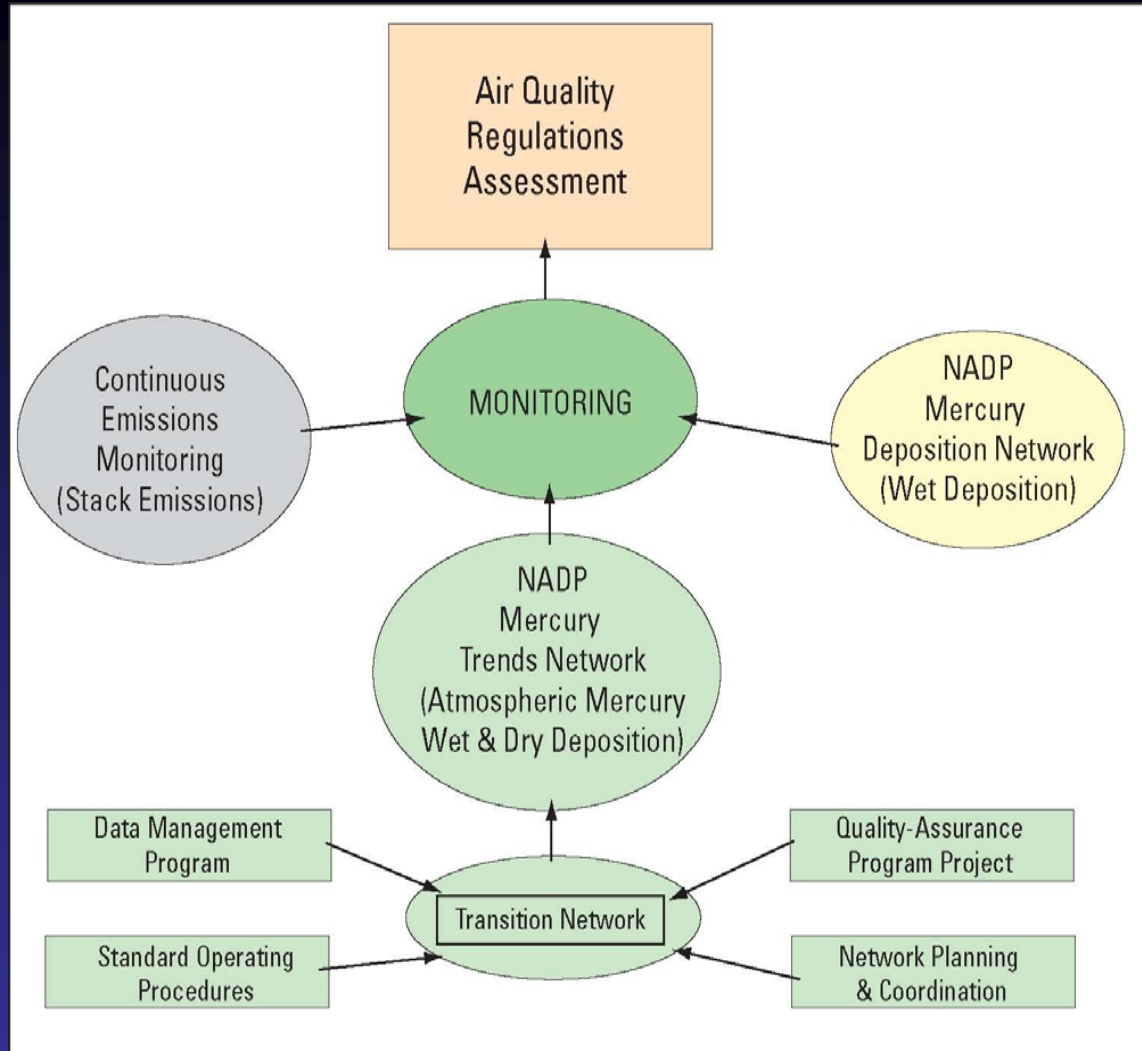 Air Quality
Regulations
Assessment
Continuous
Emissions
Monitoring
(Stack Emissions)
MONITORING
NADP
Mercury
Deposition Network
(Wet Deposition)
NADP
Mercury
Trends Network
(Atmospheric Mercury
Wet & Dry Deposition)
Data Management
Program
Quality-Assurance
Program Project
Transition Network
Standard Operating
Procedures
Network Planning
& Coordination